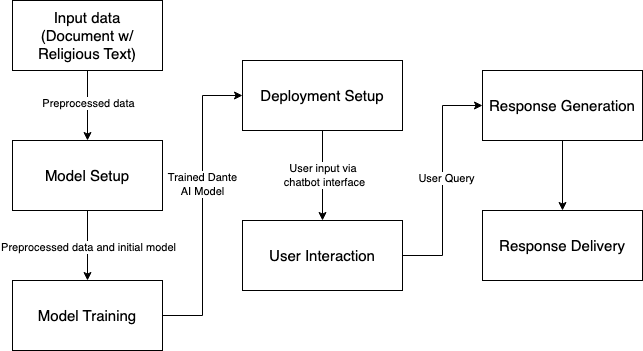 Input data
(Document w/
Religious Text)
Preprocessed data
Model Setup
Preprocessed data and initial model
Model Training
Trained Dante
AI Model
Deployment Setup
User input via
chatbot interface
User Interaction
User Query
Response Generation
Response Delivery